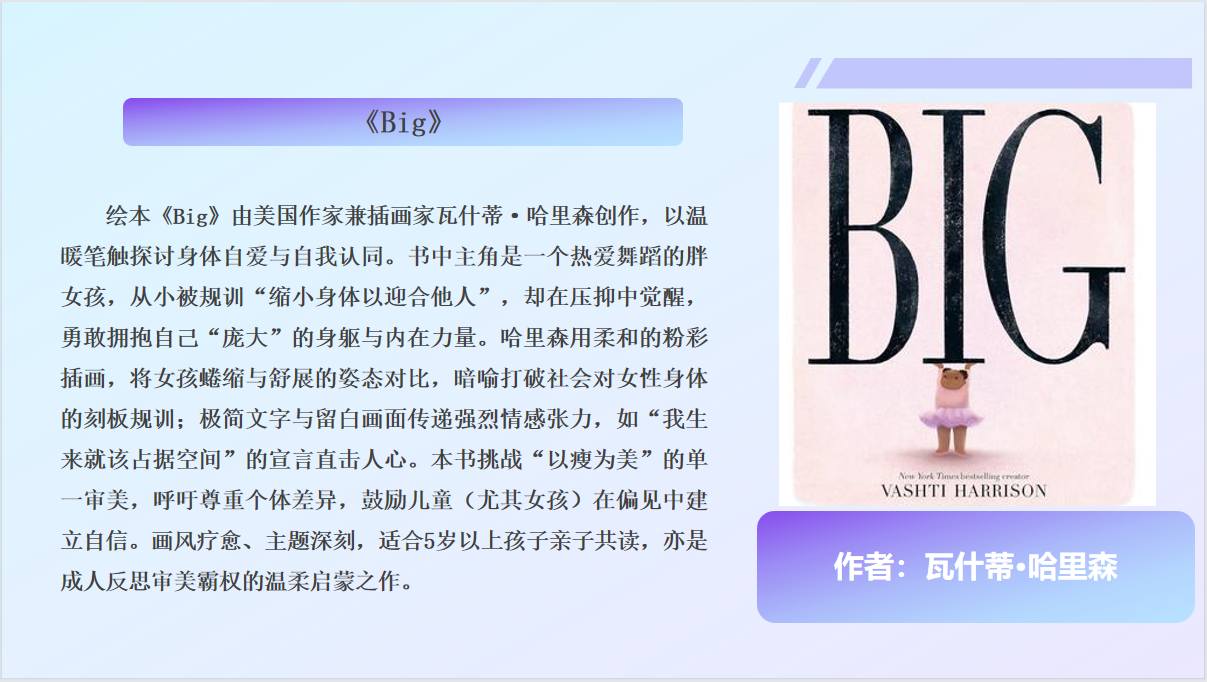 《Big》
绘本《Big》由美国作家兼插画家瓦什蒂·哈里森创作，以温
暖笔触探讨身体自爱与自我认同。书中主角是一个热爱舞蹈的胖
女孩，从小被规训“缩小身体以迎合他人”，却在压抑中觉醒，
勇敢拥抱自己“庞大”的身躯与内在力量。哈里森用柔和的粉彩
插画，将女孩蜷缩与舒展的姿态对比，暗喻打破社会对女性身体
的刻板规训；极简文字与留白画面传递强烈情感张力，如“我生
来就该占据空间”的宣言直击人心。本书挑战“以瘦为美”的单
一审美，呼吁尊重个体差异，鼓励儿童（尤其女孩）在偏见中建
立自信。画风疗愈、主题深刻，适合5岁以上孩子亲子共读，亦是
成人反思审美霸权的温柔启蒙之作。
BIG
New York Times bestselling creator
VASHTI HARRISON
作者：瓦什蒂·哈里森